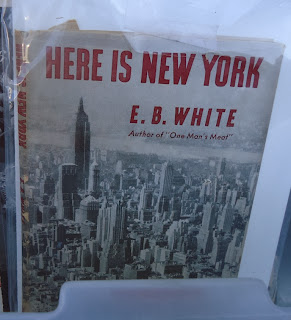 HERE IS NEW YORK
E. B. WHITE
Author of "One Man's Meat"